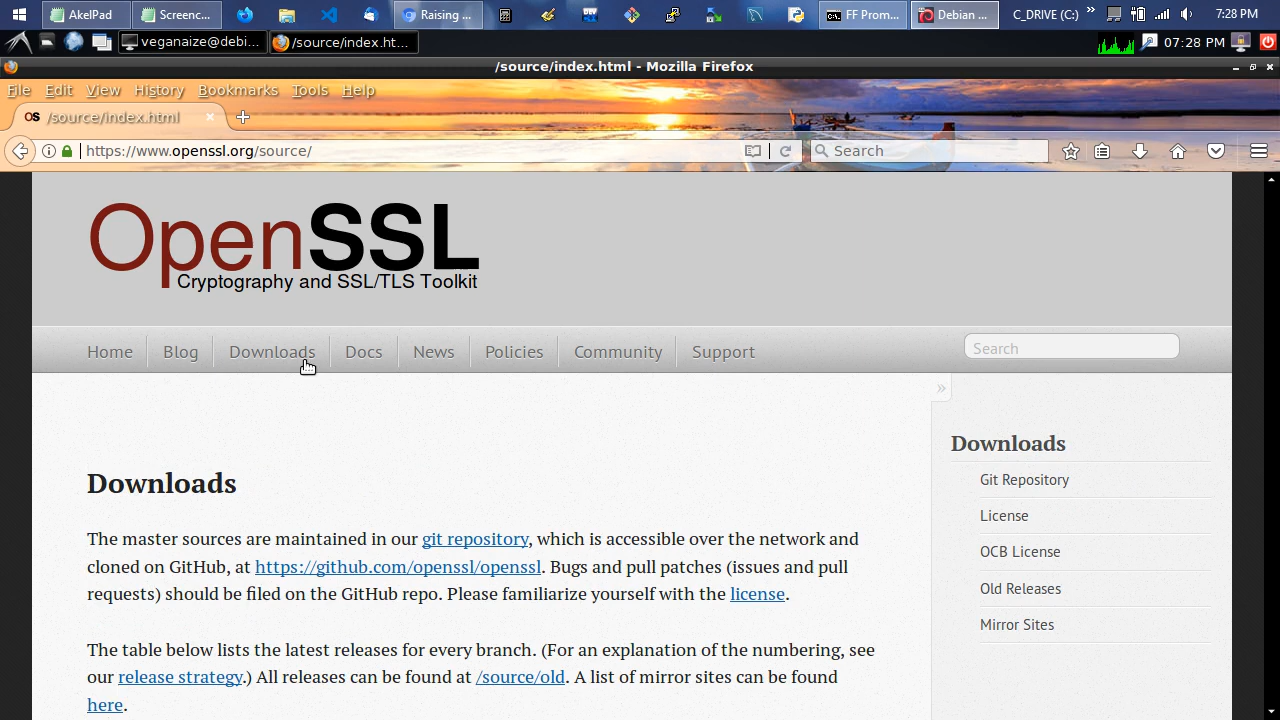 AkelPad
Screenc...
Raising ...
FF Prom...
Debian ...
C_DRIVE (C:)
7:28 PM
veganaize@debi...
/source/index.ht...
07:28 PM
/source/index.html - Mozilla Firefox
File Edit View History Bookmarks Tools Help
OS /source/index.html
https://www.openssl.org/source/
Search
OpenSSL
Cryptography and SSL/TLS Toolkit
Home Blog Downloads Docs News Policies Community Support
Search
»
Downloads
The master sources are maintained in our git repository, which is accessible over the network and
cloned on GitHub, at https://github.com/openssl/openssl. Bugs and pull patches (issues and pull
requests) should be filed on the GitHub repo. Please familiarize yourself with the license.
The table below lists the latest releases for every branch. (For an explanation of the numbering, see
our release strategy.) All releases can be found at /source/old. A list of mirror sites can be found
here.
Downloads
Git Repository
License
OCB License
Old Releases
Mirror Sites